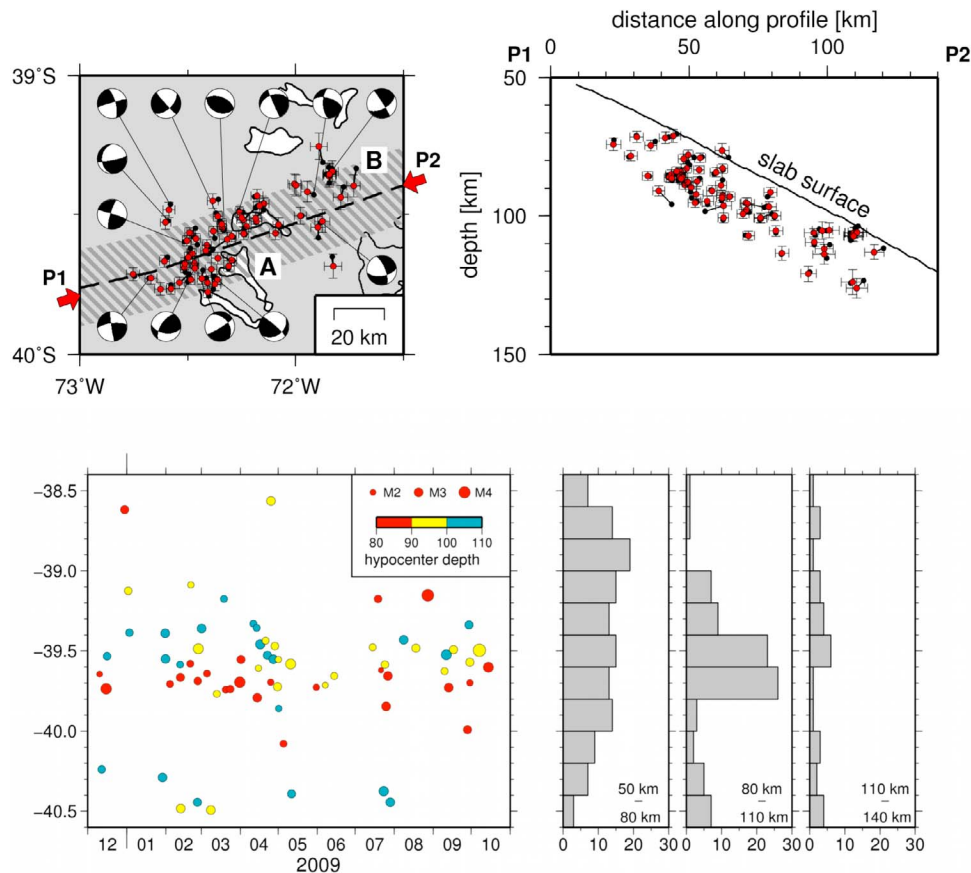 distance along profile [km]
P1 0 50 100 P2
39°S
B
P2
P1
A
20 km
40°S
73°W 72°W
50
100
150
depth [km]
slab surface
−38.5
−39.0
−39.5
−40.0
−40.5
M2 M3 M4
80 90 100 110
hypocenter depth
12 01 02 03 04 05 06 07 08 09 10
2009
50 km
–
80 km
80 km
–
110 km
110 km
–
140 km
0 10 20 30 0 10 20 30 0 10 20 30